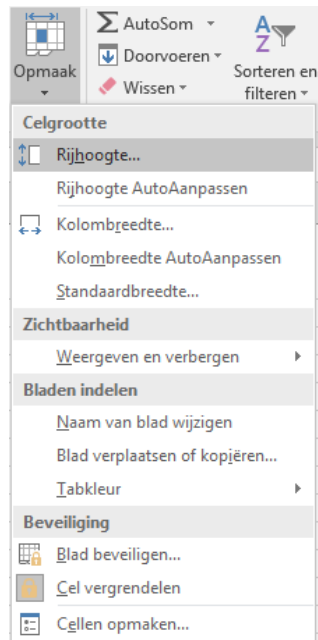 Opmaak
AutoSom
Doorvoeren
Wissen
Sorteren en
filteren
Celgrootte
Rijhoogte...
Rijhoogte AutoAanpassen
Kolombreedte...
Kolombreedte AutoAanpassen
Standaardbreedte...
Zichtbaarheid
Weergeven en verbergen
Bladen indelen
Naam van blad wijzigen
Blad verplaatsen of kopiëren...
Tabkleur
Beveiliging
Blad beveiligen...
Cel vergrendelen
Cellen opmaken...